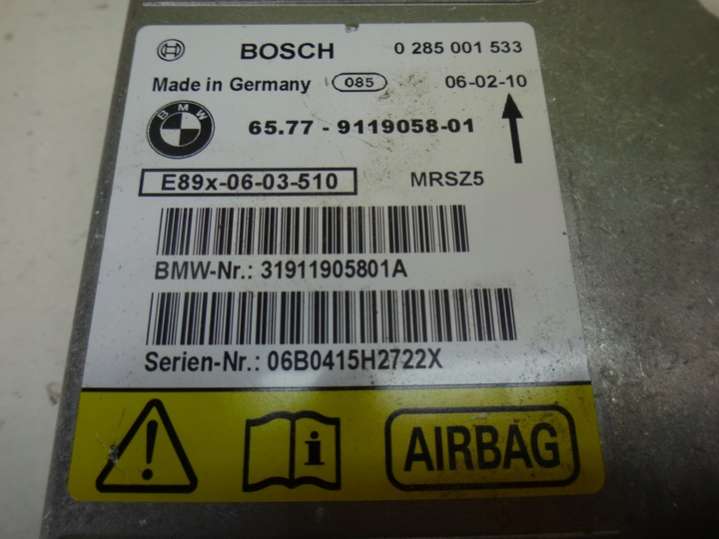 BOSCH 0 285 001 533
Made in Germany 085 06-02-10
BMW 65.77 - 9119058-01
E89x-06-03-510 MRSZ5
BMW-Nr.: 31911905801A
Serien-Nr.: 06B0415H2722X
! i AIRBAG